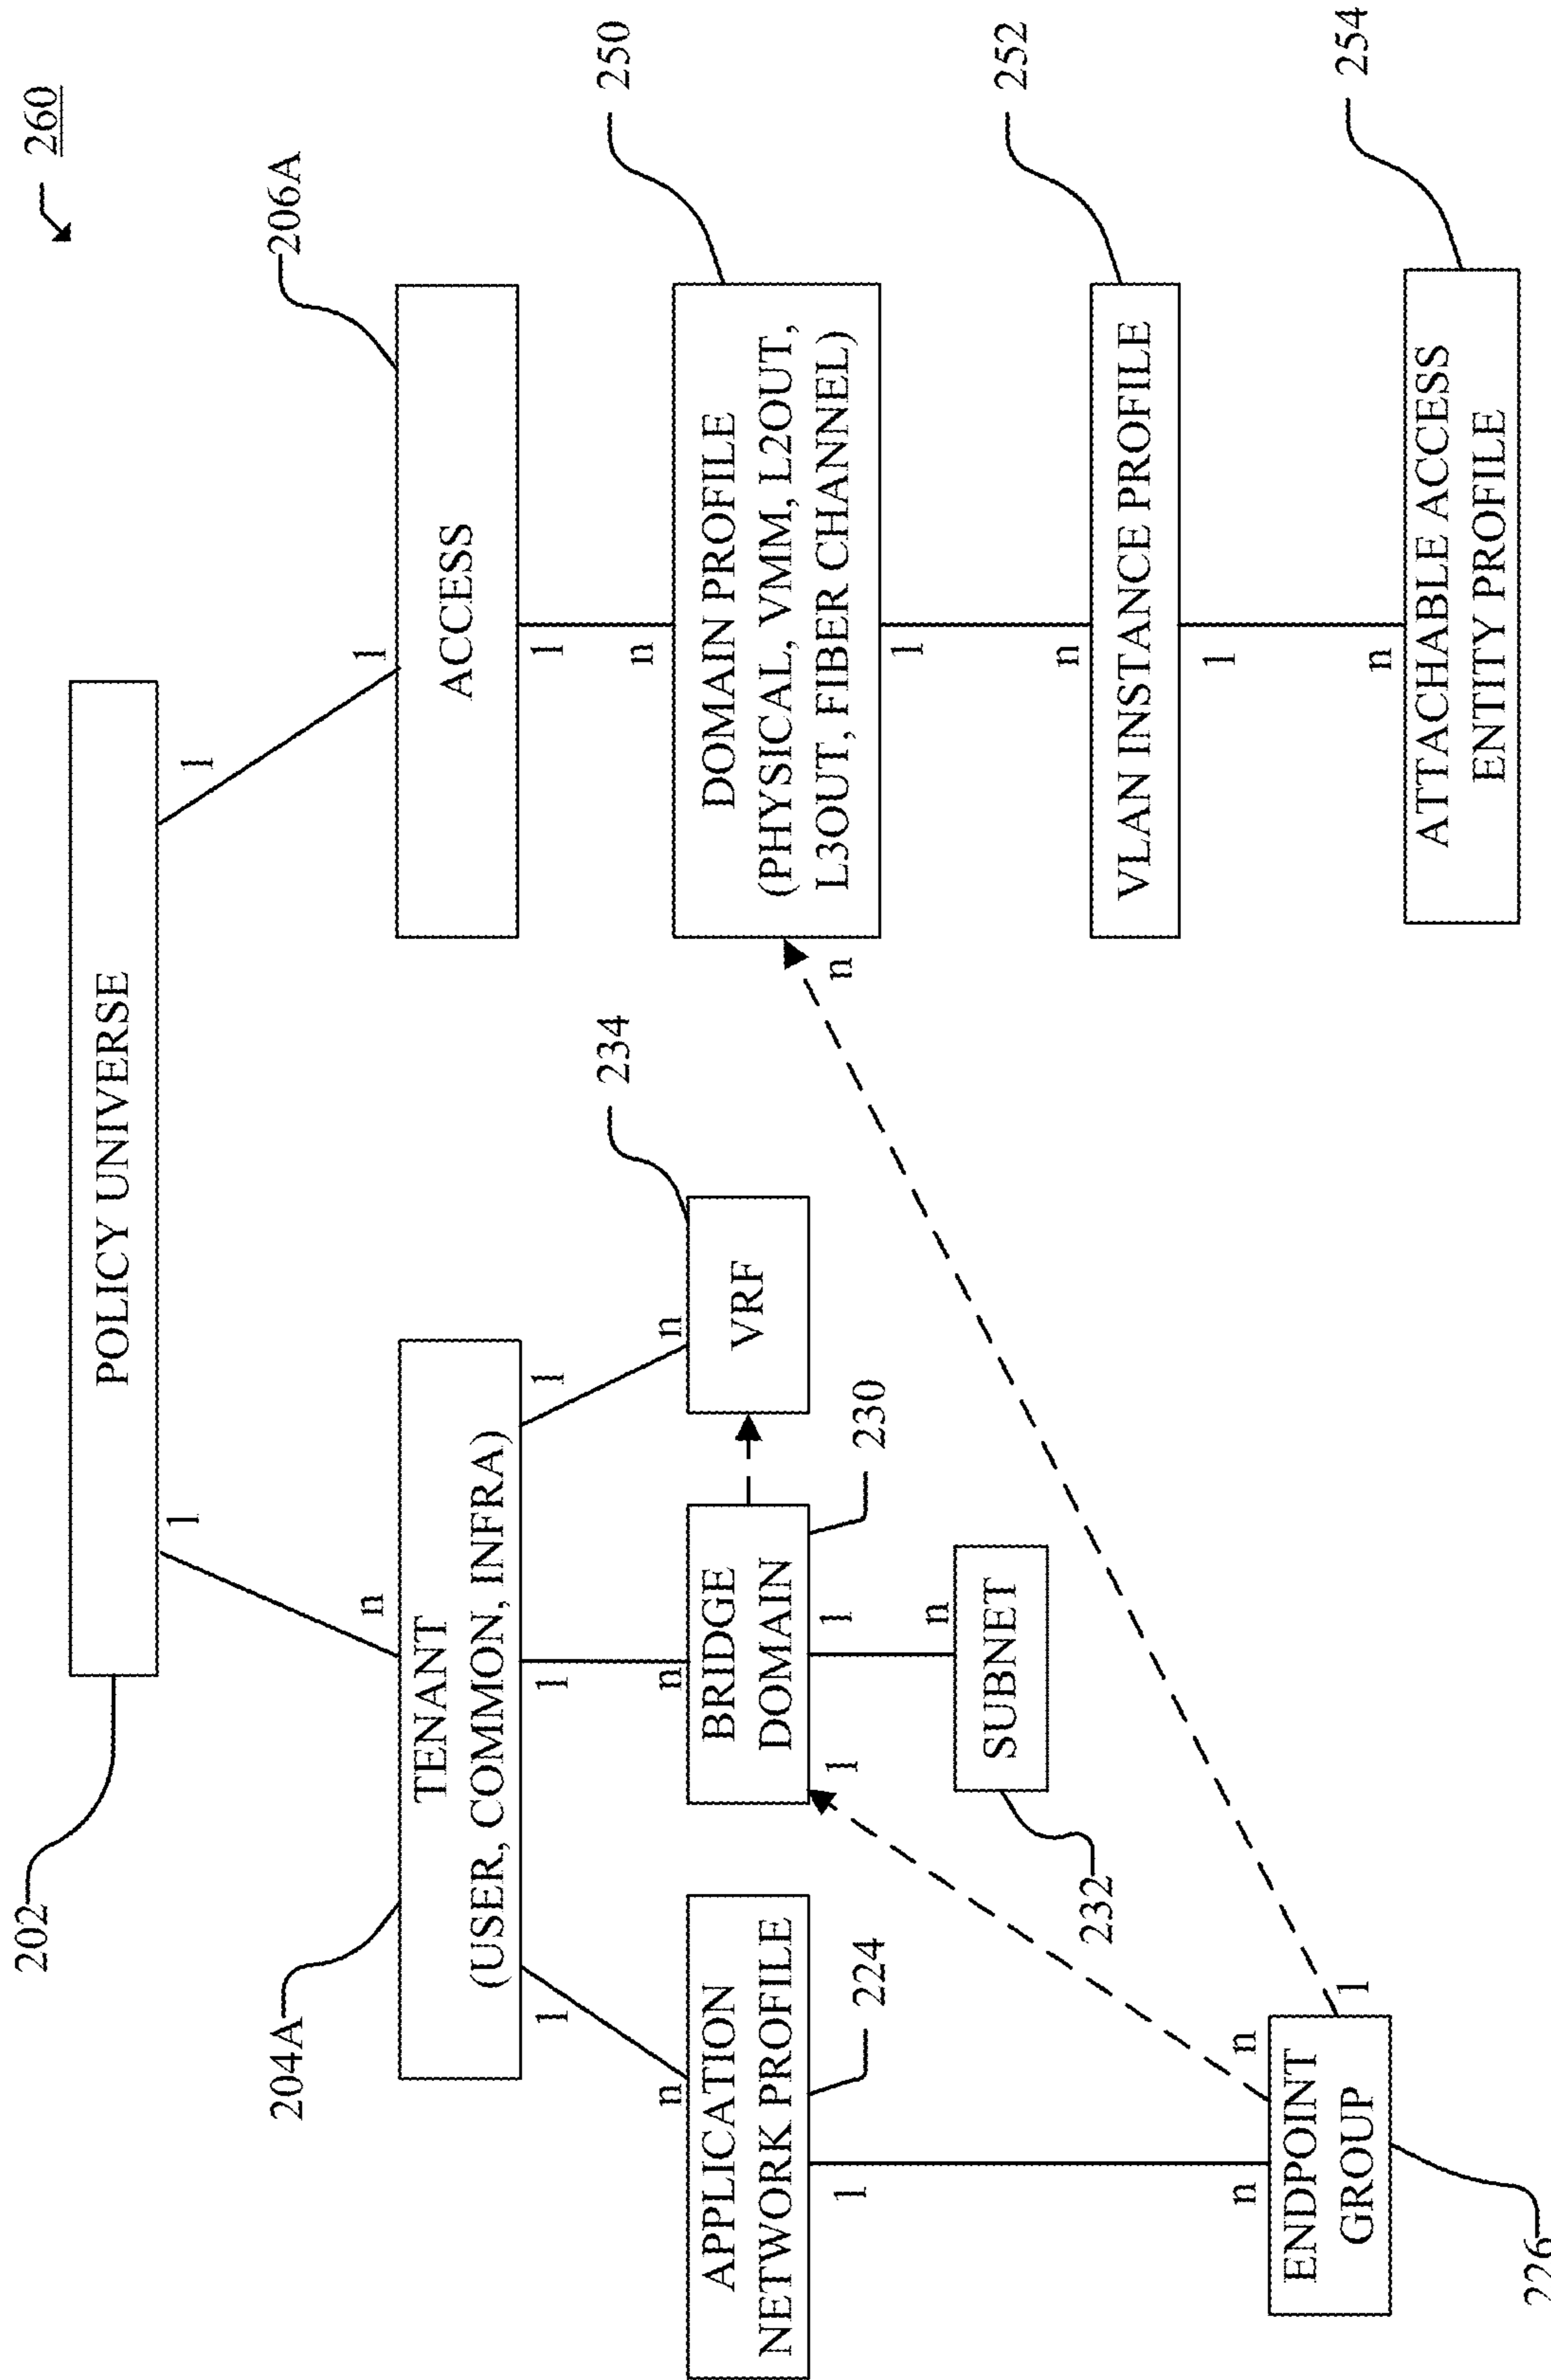 260
202
POLICY UNIVERSE
1
1
n
1
204A
206A
TENANT
(USER, COMMON, INFRA)
ACCESS
1
1
1
1
n
n
n
n
234
250
APPLICATION
NETWORK PROFILE
BRIDGE
DOMAIN
VRF
DOMAIN PROFILE
(PHYSICAL, VMM, L2OUT,
L3OUT, FIBER CHANNEL)
n
1
224
1
1
230
1
n
n
SUBNET
252
VLAN INSTANCE PROFILE
232
1
n
n
n
254
ENDPOINT
GROUP
1
ATTACHABLE ACCESS
ENTITY PROFILE
226